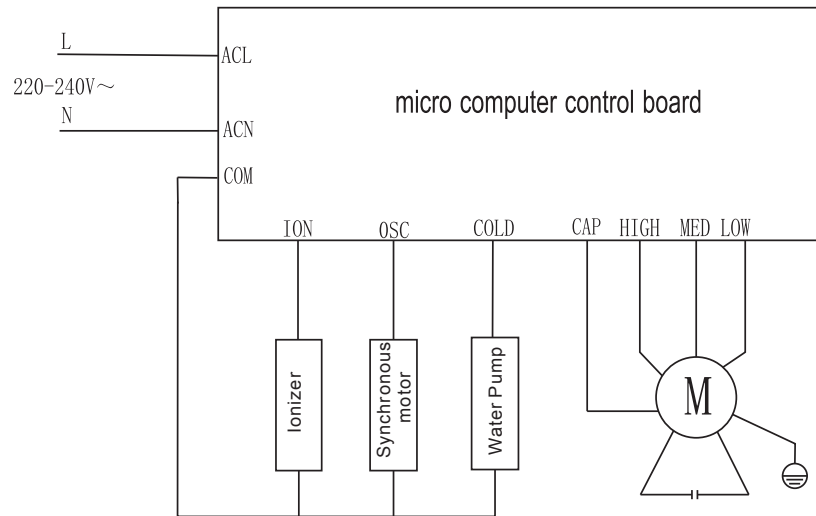 L
ACL
220-240V～
micro computer control board
N
ACN
COM
ION OSC COLD CAP HIGH MED LOW
Ionizer
Synchronous
motor
Water Pump
M